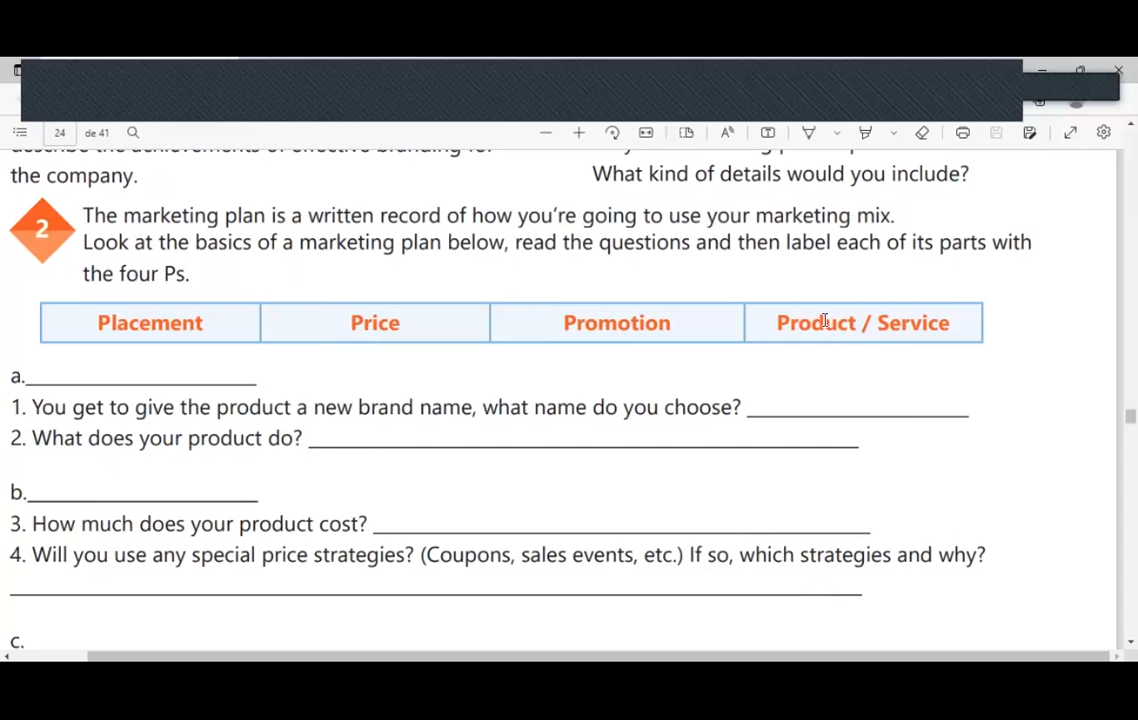 24 de 41
the company.
What kind of details would you include?
2
The marketing plan is a written record of how you're going to use your marketing mix.
Look at the basics of a marketing plan below, read the questions and then label each of its parts with
the four Ps.
Placement Price Promotion Product / Service
a.
1. You get to give the product a new brand name, what name do you choose?
2. What does your product do?
b.
3. How much does your product cost?
4. Will you use any special price strategies? (Coupons, sales events, etc.) If so, which strategies and why?
c.